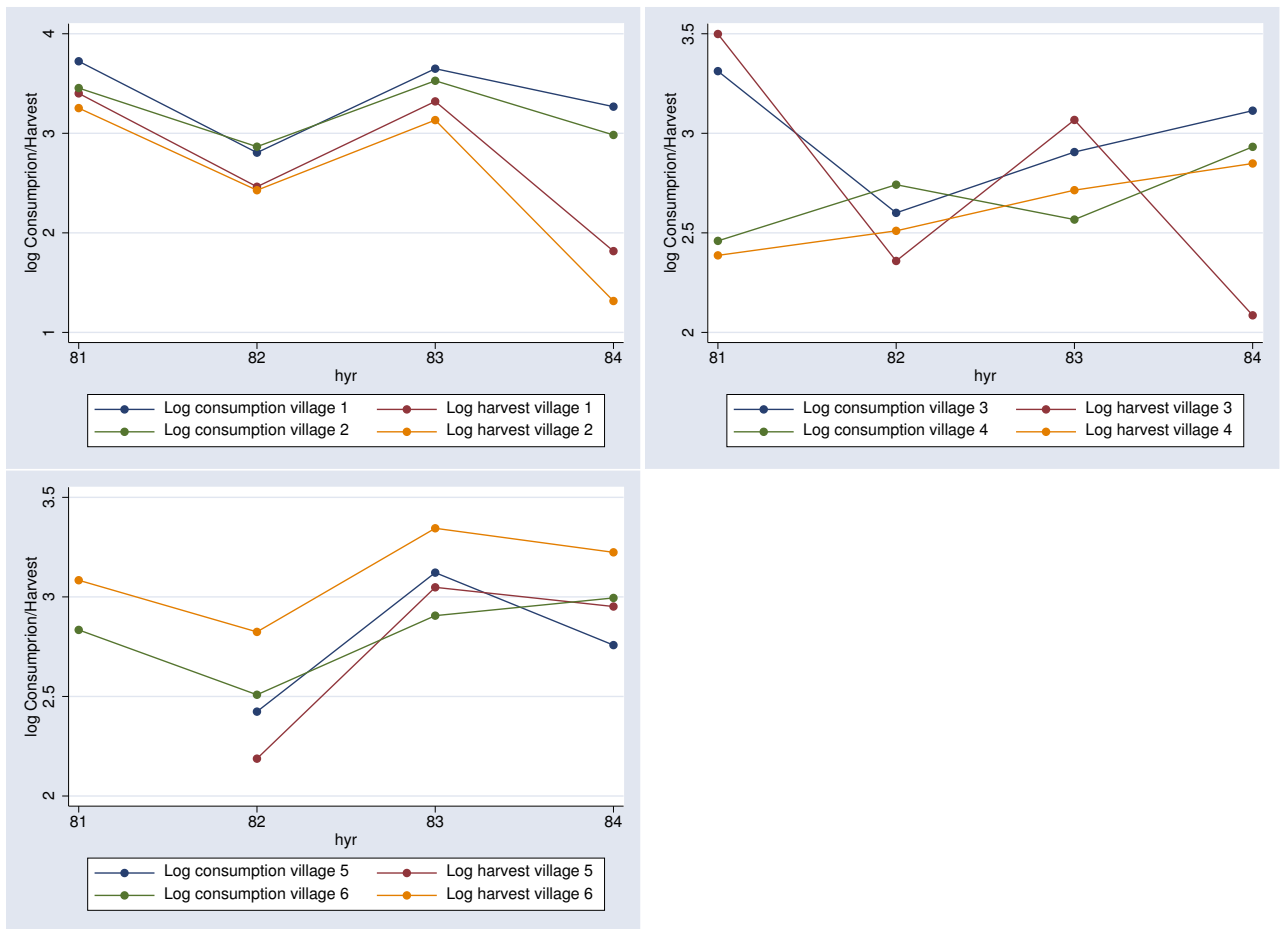 log Consumprion/Harvest
4
3
2
1
81 82 83 84
hyr
Log consumption village 1 Log harvest village 1
Log consumption village 2 Log harvest village 2
log Consumprion/Harvest
3.5
3
2.5
2
81 82 83 84
hyr
Log consumption village 3 Log harvest village 3
Log consumption village 4 Log harvest village 4
log Consumprion/Harvest
3.5
3
2.5
2
81 82 83 84
hyr
Log consumption village 5 Log harvest village 5
Log consumption village 6 Log harvest village 6